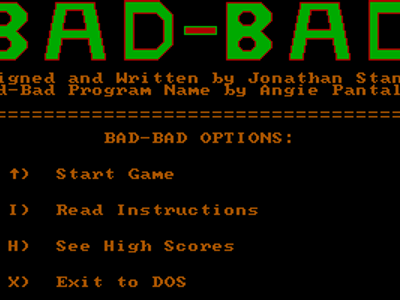 BAD-BAD
igned and Written by Jonathan Stan
d-Bad Program Name by Angie Pantal
===================================
BAD-BAD OPTIONS:
↑) Start Game
I) Read Instructions
H) See High Scores
X) Exit to DOS